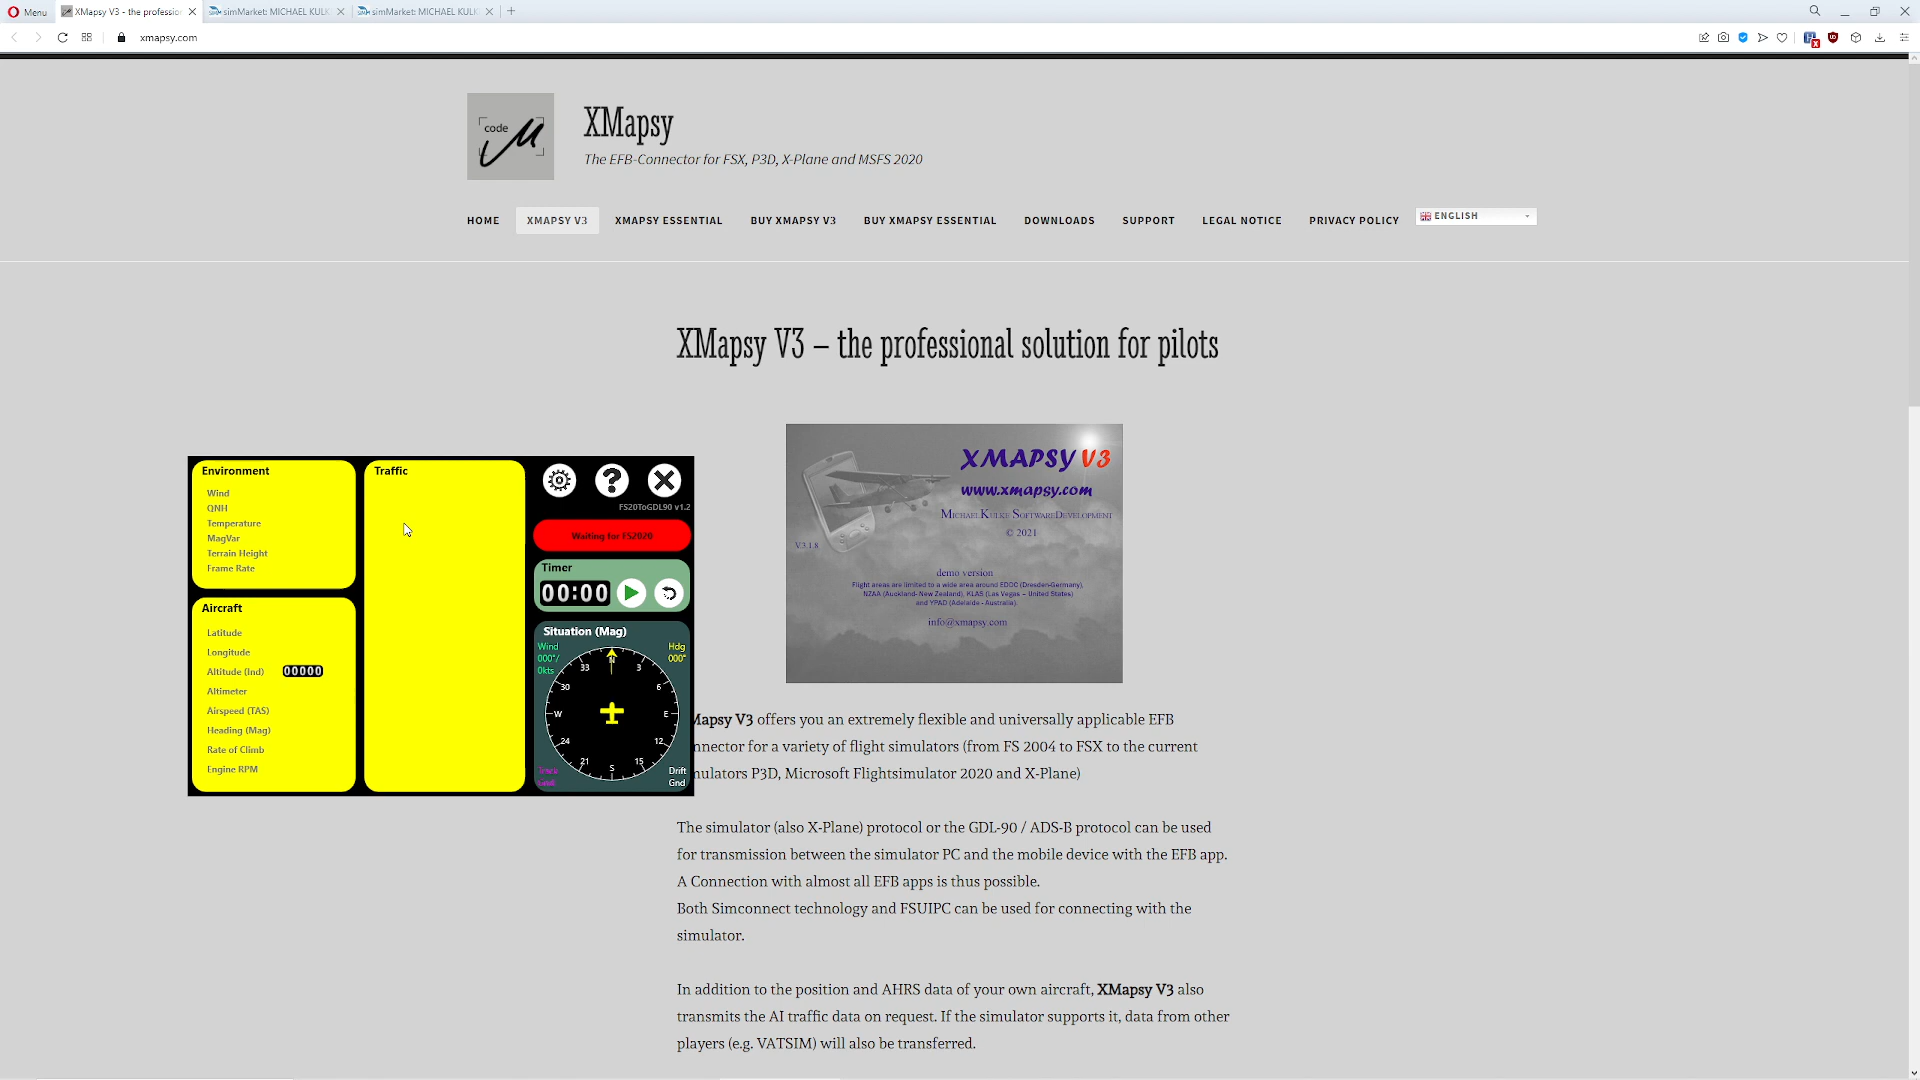 Menu
XMapsy V3 - the profession
simMarket: MICHAEL KULK
simMarket: MICHAEL KULK
xmapsy.com
code
XMapsy
The EFB-Connector for FSX, P3D, X-Plane and MSFS 2020
HOME
XMAPSY V3
XMAPSY ESSENTIAL
BUY XMAPSY V3
BUY XMAPSY ESSENTIAL
DOWNLOADS
SUPPORT
LEGAL NOTICE
PRIVACY POLICY
ENGLISH
XMapsy V3 – the professional solution for pilots
XMAPSY V3
www.xmapsy.com
MICHAEL KULKE SOFTWAREDEVELOPMENT
© 2021
V.3.1.8
demo version
Flight areas are limited to a wide area around EDDC (Dresden-Germany),
NZAA (Auckland-New Zealand), KLAS (Las Vegas - United States)
and YPAD (Adelaide - Australia).
info@xmapsy.com
Environment
Wind
QNH
Temperature
MagVar
Terrain Height
Frame Rate
Aircraft
Latitude
Longitude
Altitude (Ind) 00000
Altimeter
Airspeed (TAS)
Heading (Mag)
Rate of Climb
Engine RPM
Traffic
FS20ToGDL90 v1.2
Waiting for FS2020
Timer
00:00
Situation (Mag)
Wind
000°/
0kts
Hdg
000°
N
3
6
E
12
15
S
21
24
W
30
33
Drift
Gnd
Mapsy V3 offers you an extremely flexible and universally applicable EFB
nnector for a variety of flight simulators (from FS 2004 to FSX to the current
nulators P3D, Microsoft Flightsimulator 2020 and X-Plane)
The simulator (also X-Plane) protocol or the GDL-90 / ADS-B protocol can be used
for transmission between the simulator PC and the mobile device with the EFB app.
A Connection with almost all EFB apps is thus possible.
Both Simconnect technology and FSUIPC can be used for connecting with the
simulator.
In addition to the position and AHRS data of your own aircraft, XMapsy V3 also
transmits the AI traffic data on request. If the simulator supports it, data from other
players (e.g. VATSIM) will also be transferred.